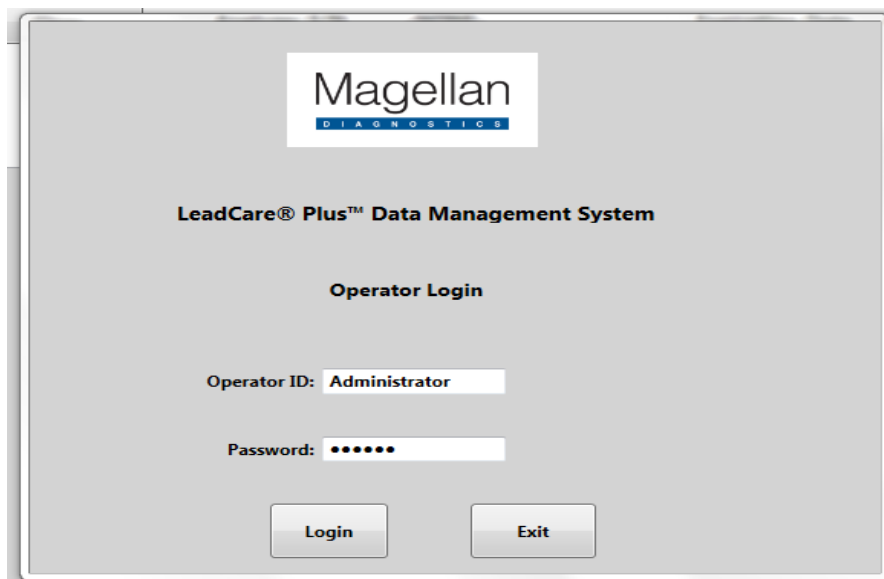 Magellan
DIAGNOSTICS
LeadCare® Plus™ Data Management System
Operator Login
Operator ID: Administrator
Password: ••••••
Login Exit